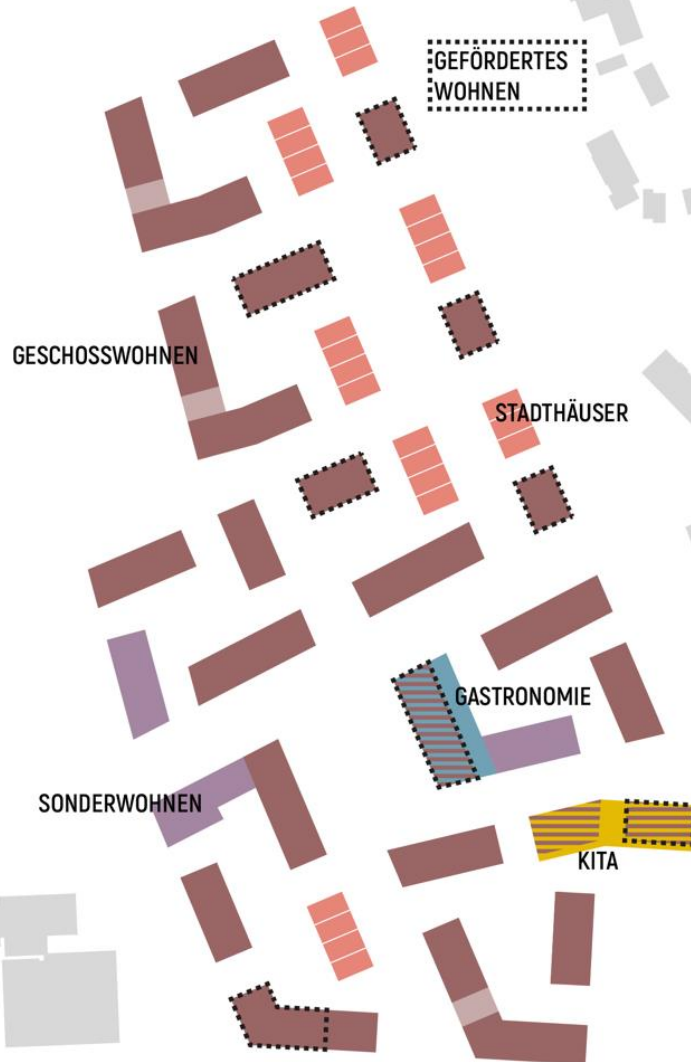 GEFÖRDERTES
WOHNEN
GESCHOSSWOHNEN
STADTHÄUSER
GASTRONOMIE
SONDERWOHNEN
KITA